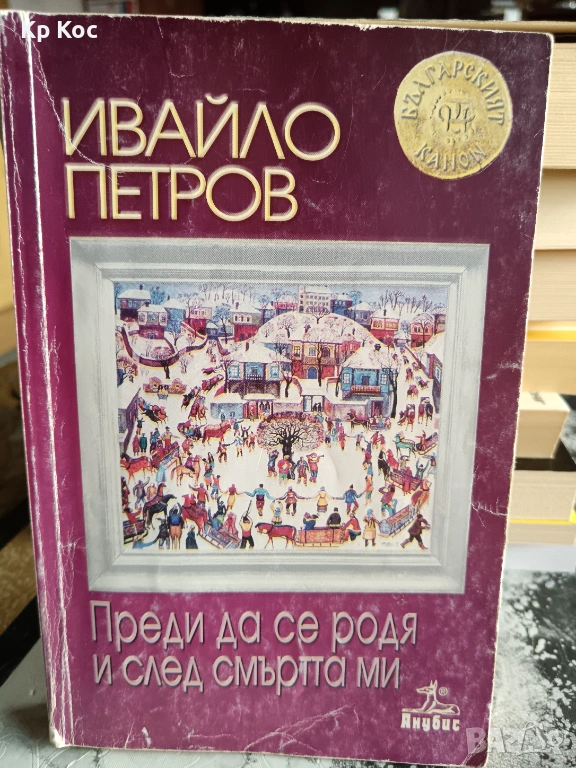 Кр Кос
ИВАЙЛО
ПЕТРОВ
БЪЛГАРСКИЯТ
КАНОН
Преди да се родя
и след смъртта ми
®
Анубис